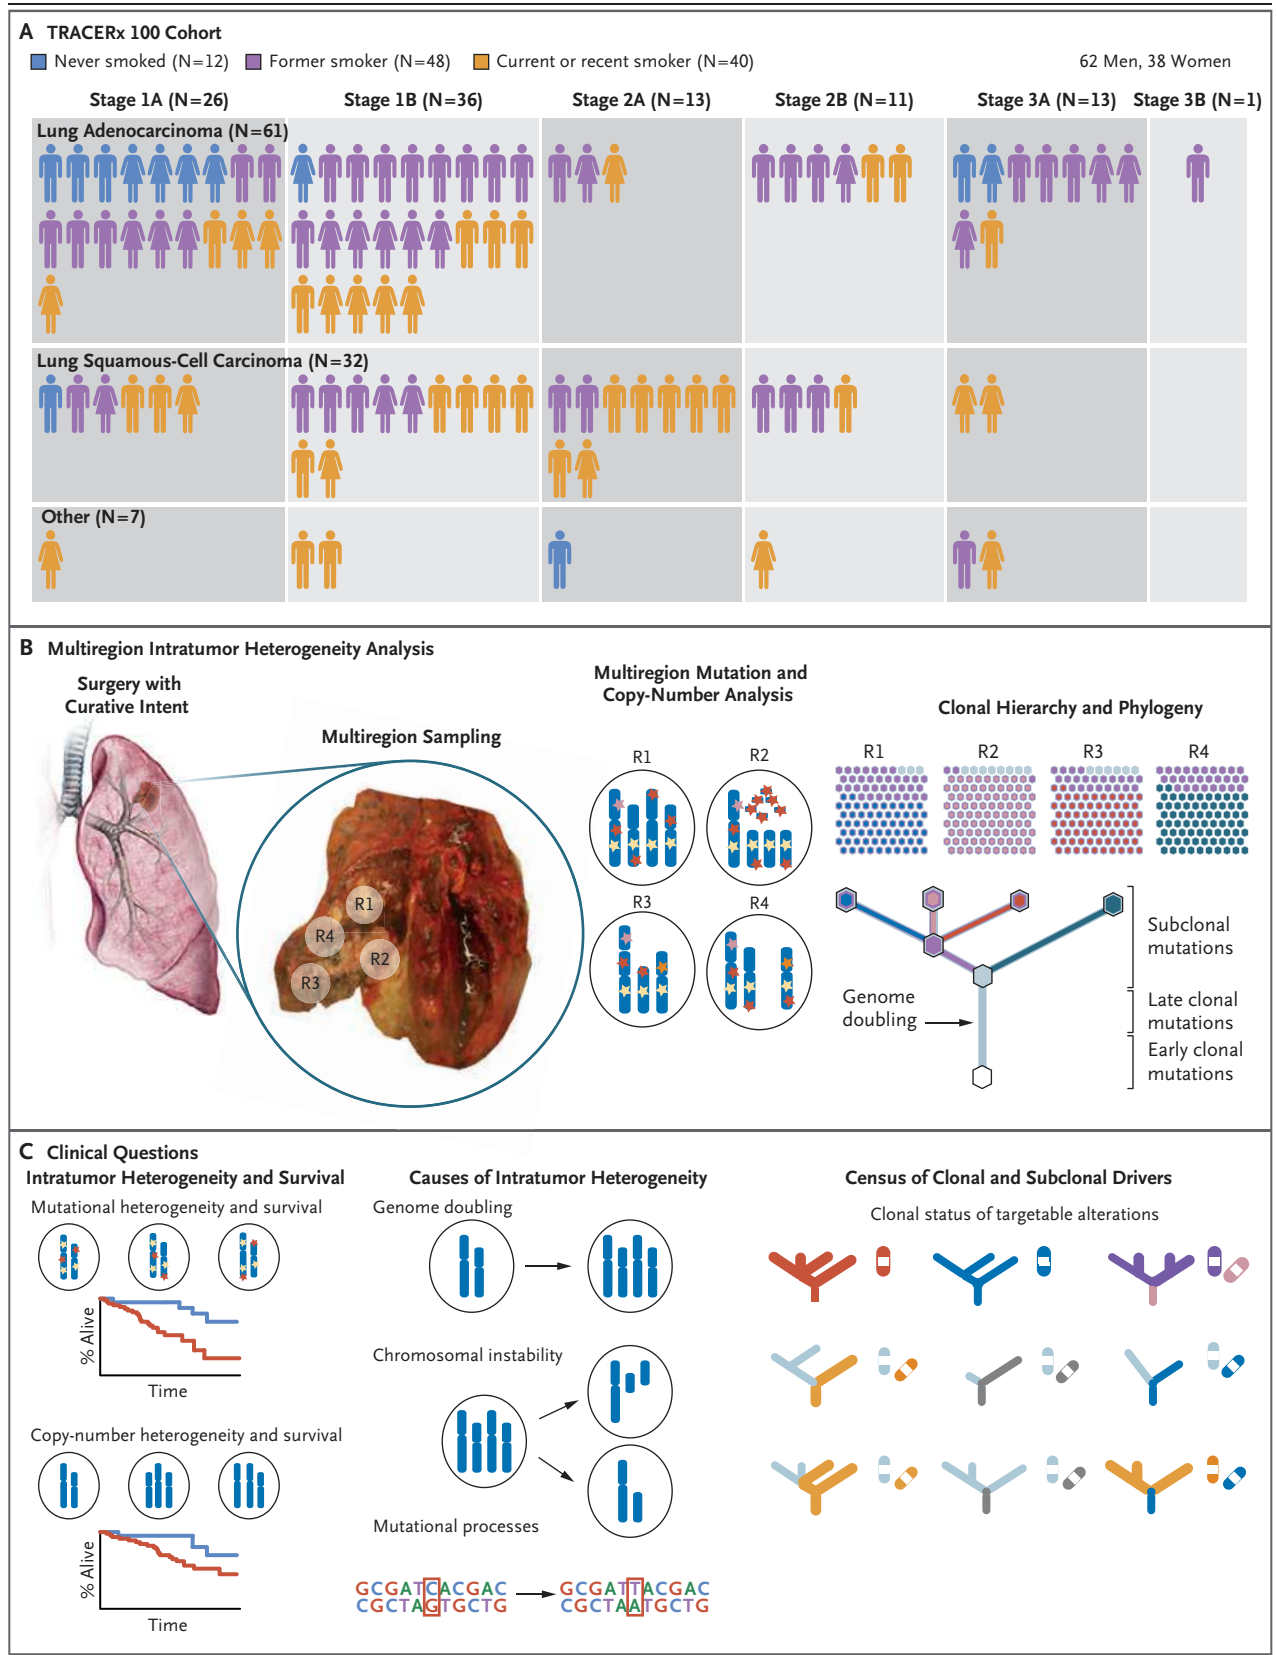 A TRACERx 100 Cohort
Never smoked (N=12) Former smoker (N=48) Current or recent smoker (N=40) 62 Men, 38 Women
Stage 1A (N=26) Stage 1B (N=36) Stage 2A (N=13) Stage 2B (N=11) Stage 3A (N=13) Stage 3B (N=1)
Lung Adenocarcinoma (N=61)
Lung Squamous-Cell Carcinoma (N=32)
Other (N=7)
B Multiregion Intratumor Heterogeneity Analysis
Surgery with
Curative Intent
Multiregion Sampling
R1
R4
R2
R3
Multiregion Mutation and
Copy-Number Analysis
R1 R2
R3 R4
Clonal Hierarchy and Phylogeny
R1 R2 R3 R4
Subclonal
mutations
Genome
doubling
Late clonal
mutations
Early clonal
mutations
C Clinical Questions
Intratumor Heterogeneity and Survival
Mutational heterogeneity and survival
% Alive
Time
Copy-number heterogeneity and survival
% Alive
Time
Causes of Intratumor Heterogeneity
Genome doubling
Chromosomal instability
Mutational processes
GCGATCACGAC GCGATTACGAC
CGCTAGTGCTG CGCTAATGCTG
Census of Clonal and Subclonal Drivers
Clonal status of targetable alterations